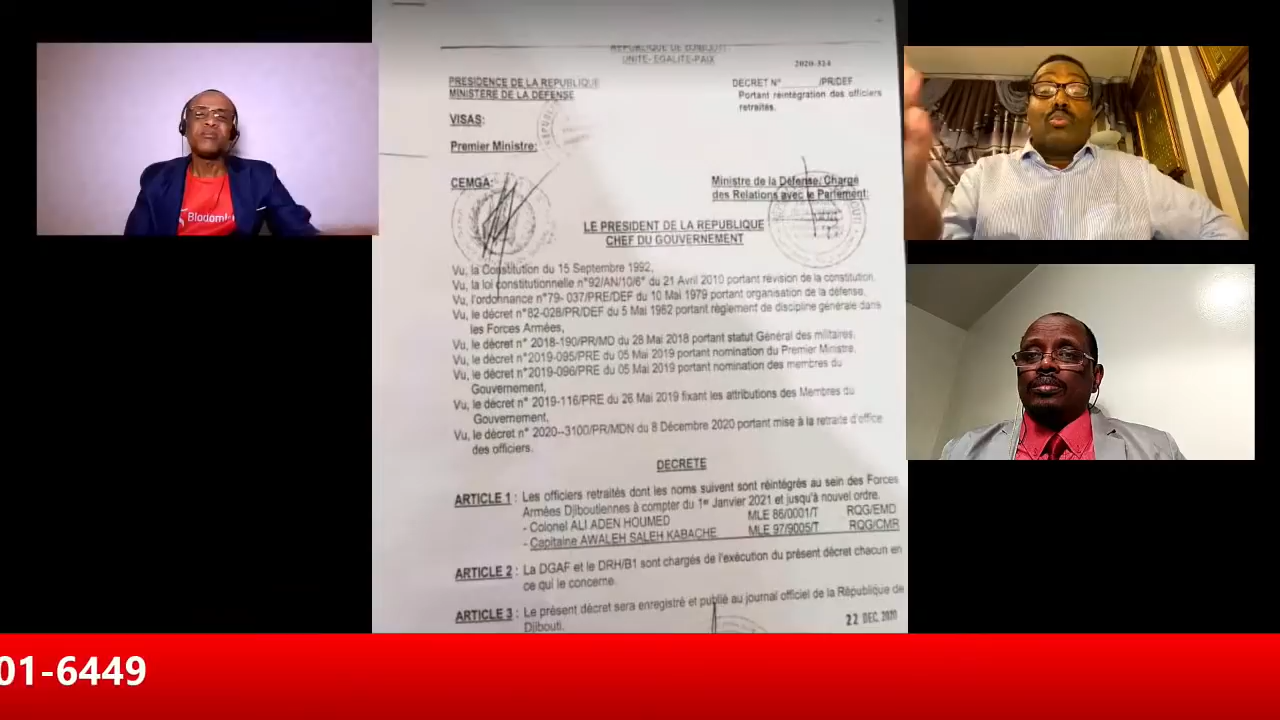 REPUBLIQUE DE DJIBOUTI
UNITE- EGALITE-PAIX
PRESIDENCE DE LA REPUBLIQUE
MINISTERE DE LA DEFENSE
2020-324
DECRET N°______/PR/DEF
Portant réintégration des officiers
retraités.
VISAS:
Premier Ministre:
CEMGA:
Ministre de la Défense, Chargé
des Relations avec le Parlement:
LE PRESIDENT DE LA REPUBLIQUE
CHEF DU GOUVERNEMENT
Vu, la Constitution du 15 Septembre 1992,
Vu, la loi constitutionnelle n°92/AN/10/6° du 21 Avril 2010 portant révision de la constitution,
Vu, l'ordonnance n°79- 037/PRE/DEF du 10 Mai 1979 portant organisation de la défense,
Vu, le décret n°82-028/PR/DEF du 5 Mai 1982 portant règlement de discipline générale dans
les Forces Armées,
Vu, le décret n° 2018-190/PR/MD du 28 Mai 2018 portant statut Général des militaires,
Vu, le décret n°2019-095/PRE du 05 Mai 2019 portant nomination du Premier Ministre,
Vu, le décret n°2019-096/PRE du 05 Mai 2019 portant nomination des membres du
Gouvernement,
Vu, le décret n° 2019-116/PRE du 26 Mai 2019 fixant les attributions des Membres du
Gouvernement,
Vu, le décret n° 2020--3100/PR/MDN du 8 Décembre 2020 portant mise à la retraite d'office
des officiers.
DECRETE
ARTICLE 1 : Les officiers retraités dont les noms suivent sont réintégrés au sein des Forces
Armées Djiboutiennes à compter du 1er Janvier 2021 et jusqu'à nouvel ordre.
- Colonel ALI ADEN HOUMED MLE 86/0001/T RQG/EMD
- Capitaine AWALEH SALEH KABACHE MLE 97/9005/T RQG/CMR
ARTICLE 2 : La DGAF et le DRH/B1 sont chargés de l'exécution du présent décret chacun en
ce qui le concerne.
ARTICLE 3 : Le présent décret sera enregistré et publié au journal officiel de la République de
Djibouti.
22 DEC. 2020
01-6449